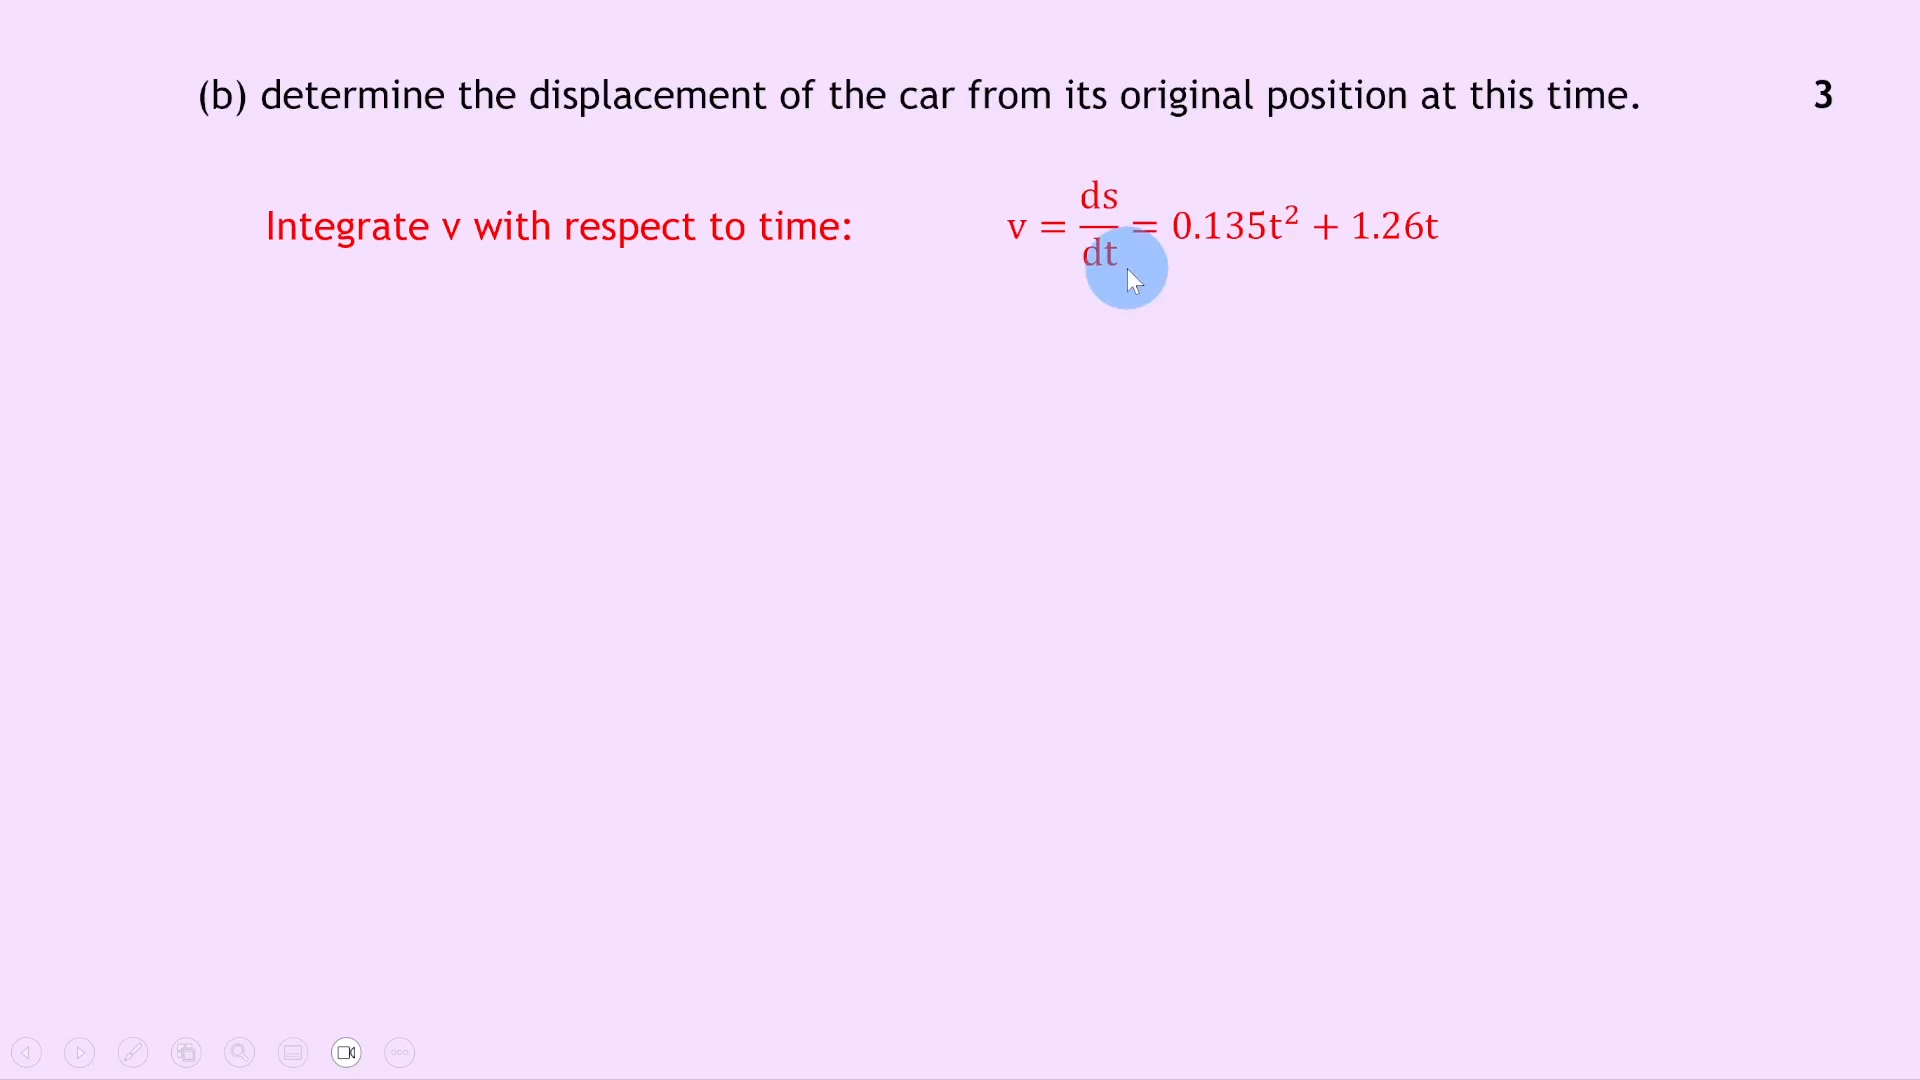 (b) determine the displacement of the car from its original position at this time. 3
Integrate v with respect to time: v = ds/dt = 0.135t² + 1.26t